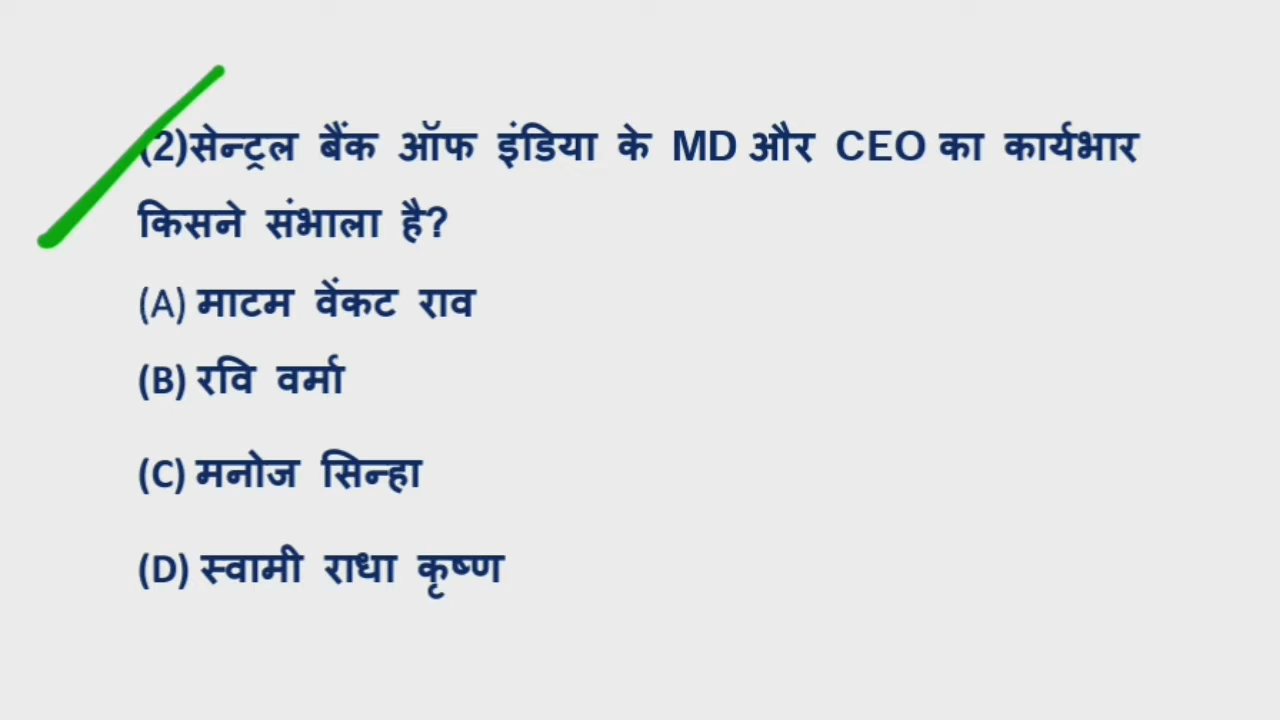 (2)सेन्ट्रल बैंक ऑफ इंडिया के MD और CEO का कार्यभार
किसने संभाला है?
(A) माटम वेंकट राव
(B) रवि वर्मा
(C) मनोज सिन्हा
(D) स्वामी राधा कृष्ण